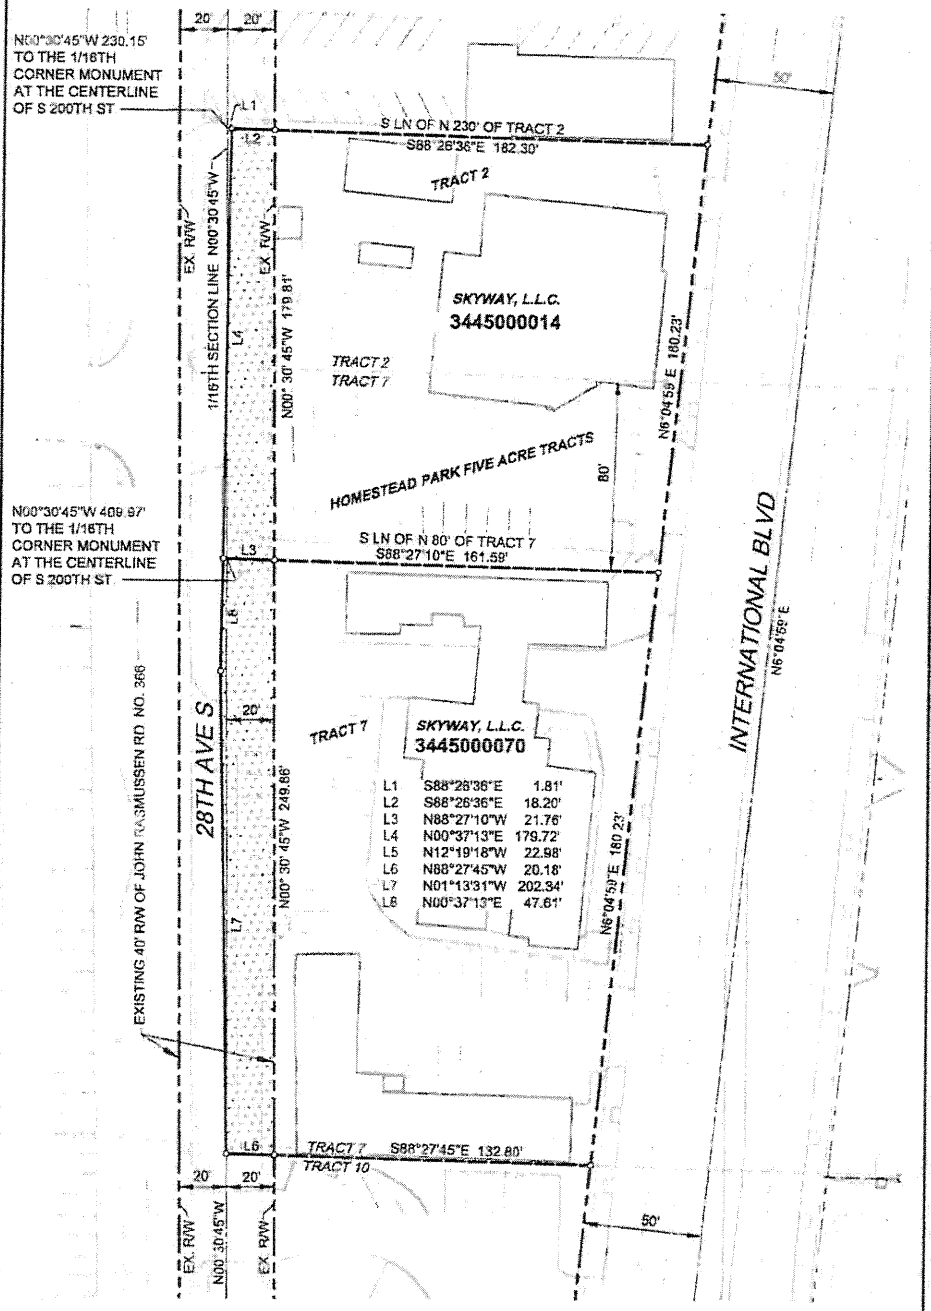 20' 20'
N00°30'45"W 230.15'
TO THE 1/16TH
CORNER MONUMENT
AT THE CENTERLINE
OF S 200TH ST
L1
L2
S LN OF N 230' OF TRACT 2
S88°26'36"E 182.30'
50'
TRACT 2
1/16TH SECTION LINE N00°30'45"W
EX. R/W
EX. R/W
L4
N00° 30' 45"W 179.81'
SKYWAY, L.L.C.
3445000014
TRACT 2
TRACT 7
N6°04'59"E 180.23'
HOMESTEAD PARK FIVE ACRE TRACTS
80'
N00°30'45"W 409.97'
TO THE 1/16TH
CORNER MONUMENT
AT THE CENTERLINE
OF S 200TH ST
L3
S LN OF N 80' OF TRACT 7
S88°27'10"E 161.59'
L8
INTERNATIONAL BLVD
N6°04'59"E
EXISTING 40' R/W OF JOHN RASMUSSEN RD NO. 366
28TH AVE S
20'
TRACT 7
SKYWAY, L.L.C.
3445000070
N00° 30' 45"W 249.86'
L1 S88°26'36"E 1.81'
L2 S88°26'36"E 18.20'
L3 N88°27'10"W 21.76'
L4 N00°37'13"E 179.72'
L5 N12°19'18"W 22.98'
L6 N88°27'45"W 20.18'
L7 N01°13'31"W 202.34'
L8 N00°37'13"E 47.61'
N6°04'59"E 180.23'
L7
L6
TRACT 7 S88°27'45"E 132.80'
TRACT 10
20' 20'
50'
EX. R/W
N00° 30'45"W
EX. R/W